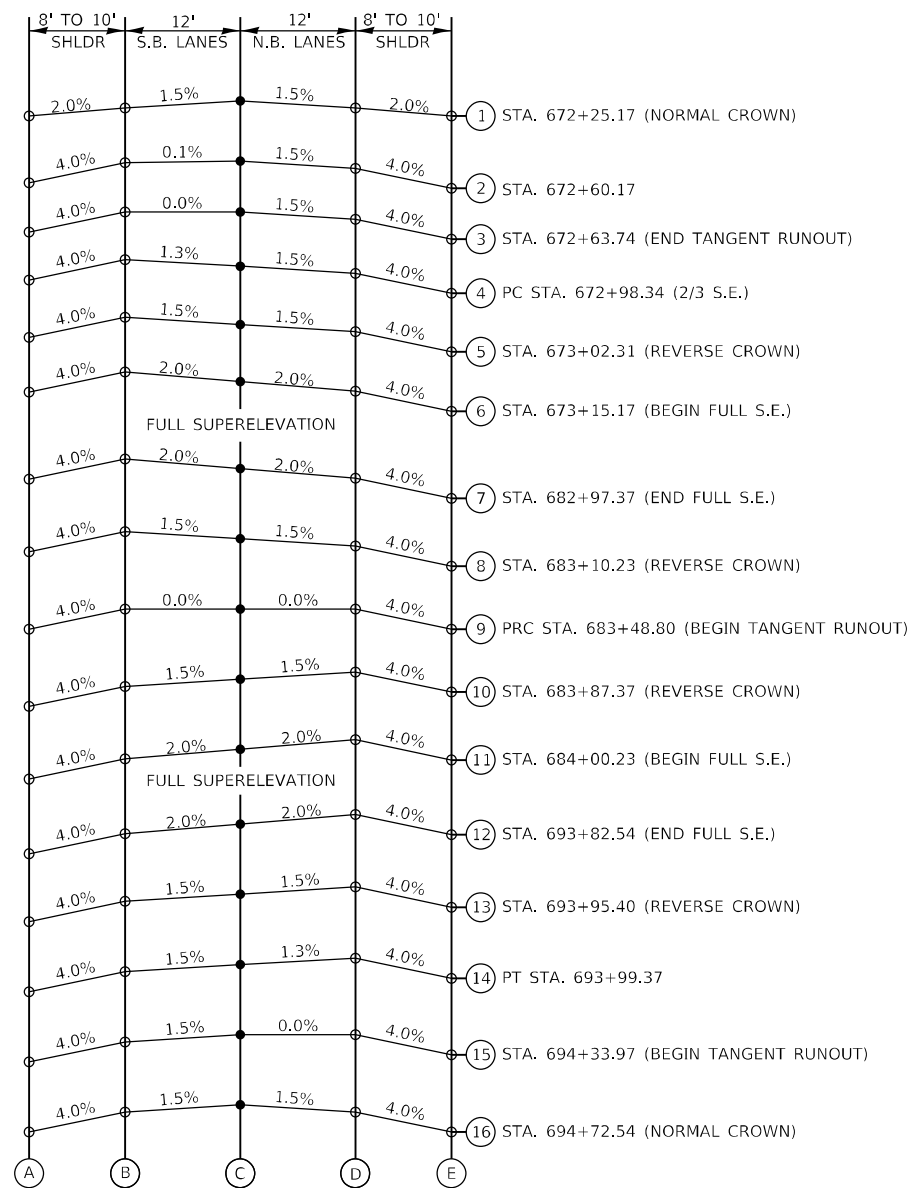 8' TO 10' 12' 12' 8' TO 10'
SHLDR S.B. LANES N.B. LANES SHLDR
2.0% 1.5% 1.5% 2.0% 1 STA. 672+25.17 (NORMAL CROWN)
4.0% 0.1% 1.5% 4.0% 2 STA. 672+60.17
4.0% 0.0% 1.5% 4.0% 3 STA. 672+63.74 (END TANGENT RUNOUT)
4.0% 1.3% 1.5% 4.0% 4 PC STA. 672+98.34 (2/3 S.E.)
4.0% 1.5% 1.5% 4.0% 5 STA. 673+02.31 (REVERSE CROWN)
4.0% 2.0% 2.0% 4.0% 6 STA. 673+15.17 (BEGIN FULL S.E.)
FULL SUPERELEVATION
4.0% 2.0% 2.0% 4.0% 7 STA. 682+97.37 (END FULL S.E.)
4.0% 1.5% 1.5% 4.0% 8 STA. 683+10.23 (REVERSE CROWN)
4.0% 0.0% 0.0% 4.0% 9 PRC STA. 683+48.80 (BEGIN TANGENT RUNOUT)
4.0% 1.5% 1.5% 4.0% 10 STA. 683+87.37 (REVERSE CROWN)
4.0% 2.0% 2.0% 4.0% 11 STA. 684+00.23 (BEGIN FULL S.E.)
FULL SUPERELEVATION
4.0% 2.0% 2.0% 4.0% 12 STA. 693+82.54 (END FULL S.E.)
4.0% 1.5% 1.5% 4.0% 13 STA. 693+95.40 (REVERSE CROWN)
4.0% 1.5% 1.3% 4.0% 14 PT STA. 693+99.37
4.0% 1.5% 0.0% 4.0% 15 STA. 694+33.97 (BEGIN TANGENT RUNOUT)
4.0% 1.5% 1.5% 4.0% 16 STA. 694+72.54 (NORMAL CROWN)
A B C D E